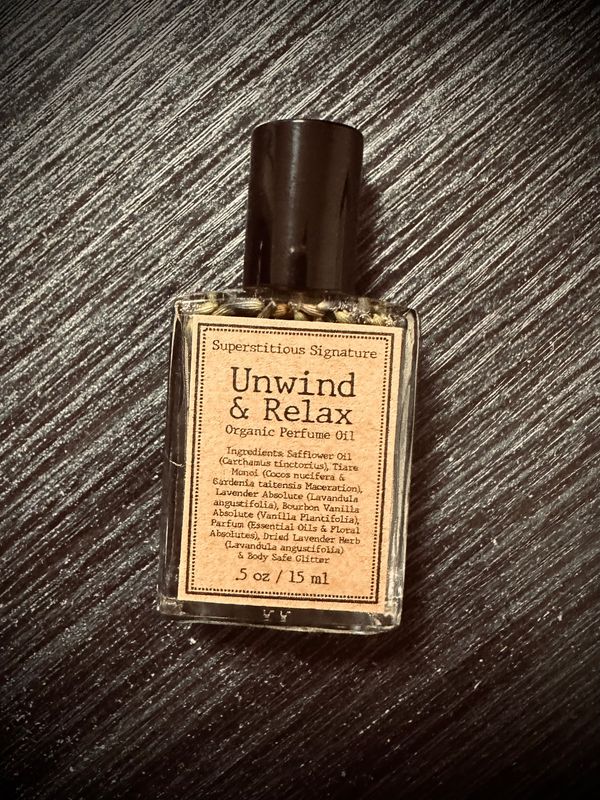 Superstitious Signature
Unwind
& Relax
Organic Perfume Oil
Ingredients: Safflower Oil
(Carthamus tinctorius), Tiare
Monoi (Cocos nucifera &
Gardenia taitensis Maceration),
Lavender Absolute (Lavandula
angustifolia), Bourbon Vanilla
Absolute (Vanilla Plantifolia),
Parfum (Essential Oils & Floral
Absolutes), Dried Lavender Herb
(Lavandula angustifolia)
& Body Safe Glitter
.5 oz / 15 ml